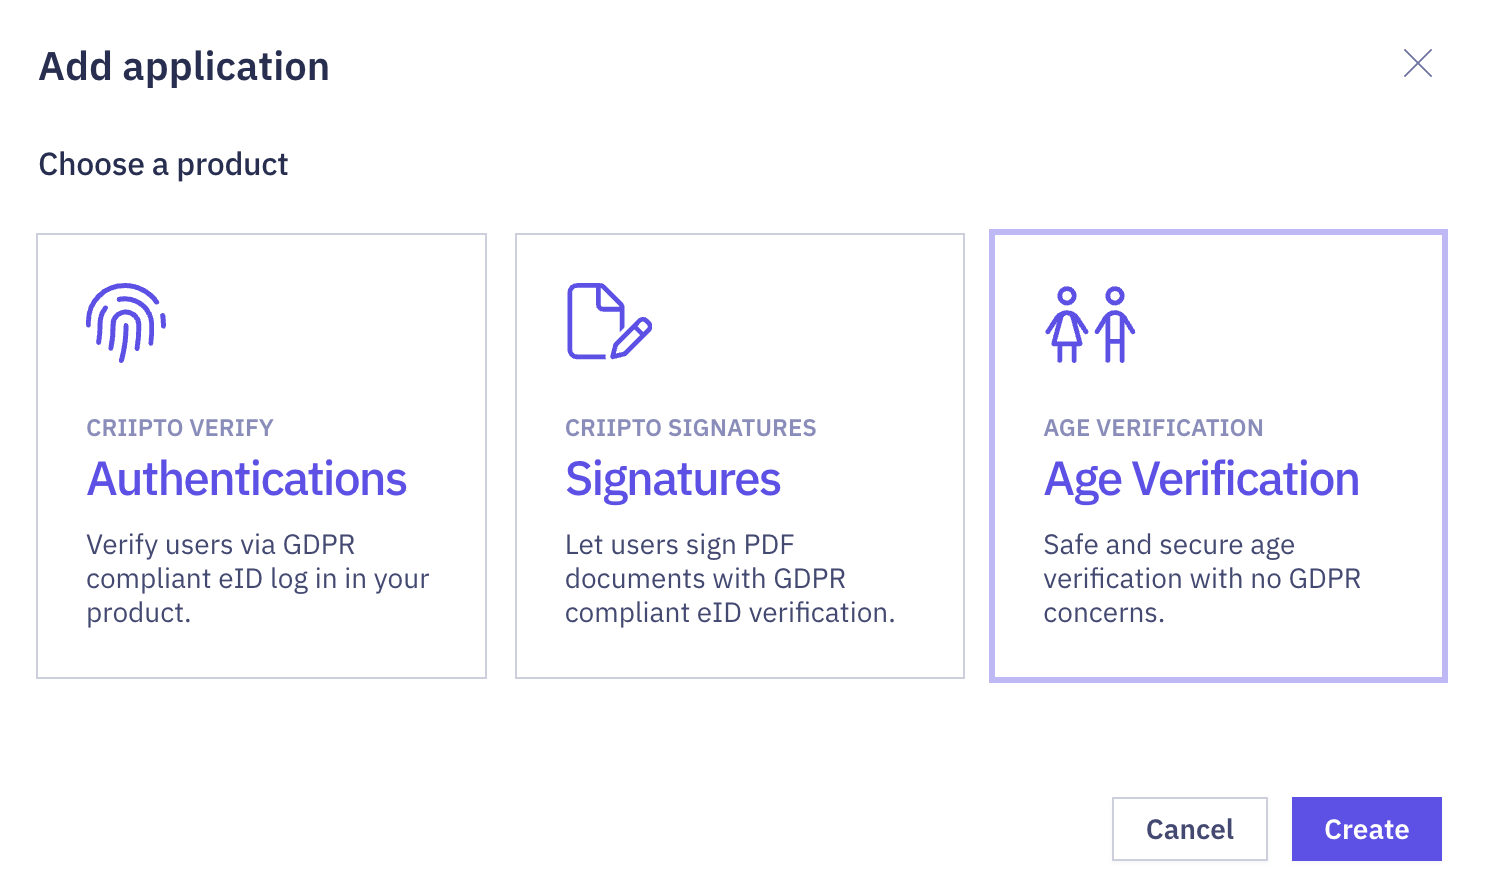 Add application
Choose a product
CRIIPTO VERIFY
Authentications
Verify users via GDPR
compliant eID log in in your
product.
CRIIPTO SIGNATURES
Signatures
Let users sign PDF
documents with GDPR
compliant eID verification.
AGE VERIFICATION
Age Verification
Safe and secure age
verification with no GDPR
concerns.
Cancel
Create